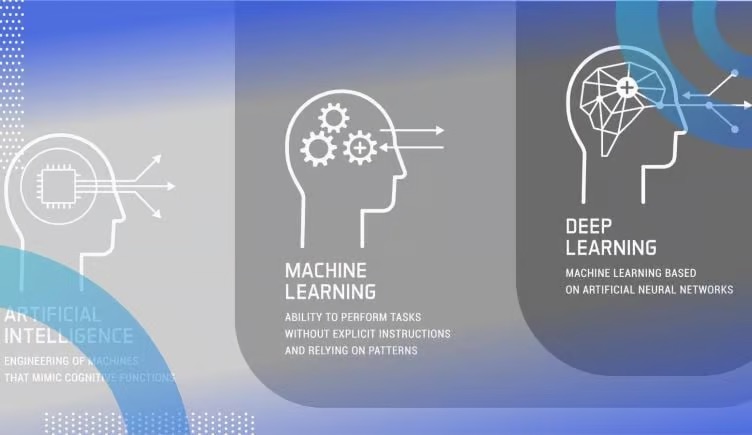 ARTIFICIAL
INTELLIGENCE
ENGINEERING OF MACHINES
THAT MIMIC COGNITIVE FUNCTIONS
MACHINE
LEARNING
ABILITY TO PERFORM TASKS
WITHOUT EXPLICIT INSTRUCTIONS
AND RELYING ON PATTERNS
DEEP
LEARNING
MACHINE LEARNING BASED
ON ARTIFICIAL NEURAL NETWORKS